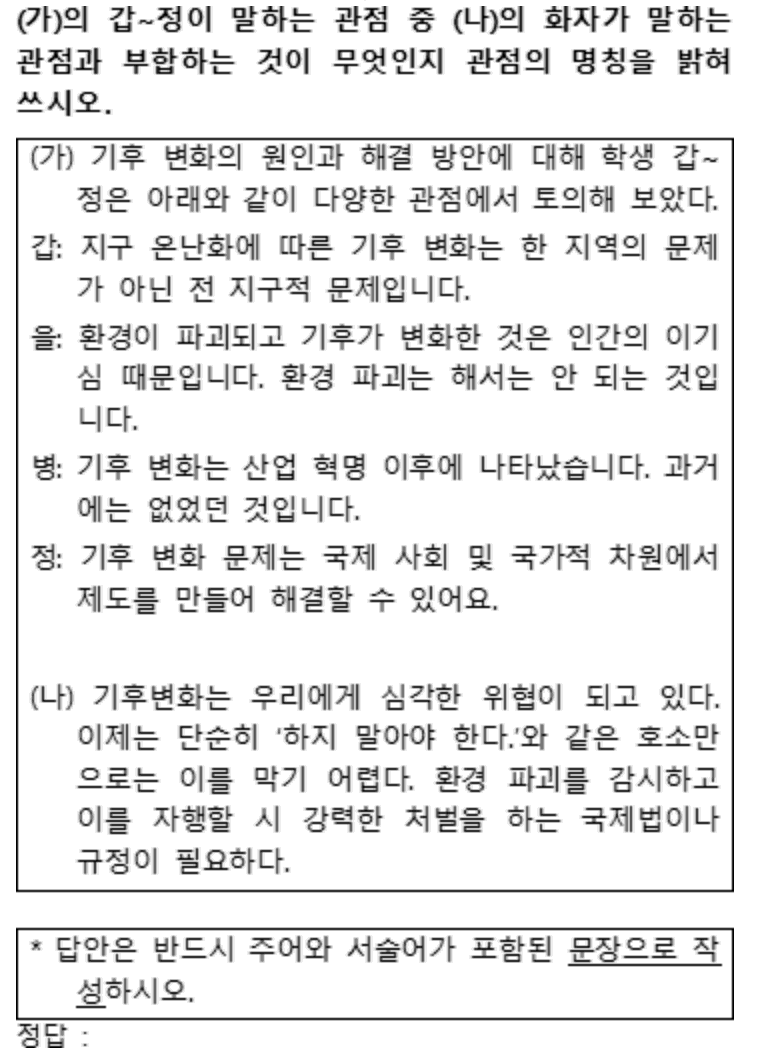 (가)의 갑~정이 말하는 관점 중 (나)의 화자가 말하는
관점과 부합하는 것이 무엇인지 관점의 명칭을 밝혀
쓰시오.
(가) 기후 변화의 원인과 해결 방안에 대해 학생 갑~
정은 아래와 같이 다양한 관점에서 토의해 보았다.
갑: 지구 온난화에 따른 기후 변화는 한 지역의 문제
가 아닌 전 지구적 문제입니다.
을: 환경이 파괴되고 기후가 변화한 것은 인간의 이기
심 때문입니다. 환경 파괴는 해서는 안 되는 것입
니다.
병: 기후 변화는 산업 혁명 이후에 나타났습니다. 과거
에는 없었던 것입니다.
정: 기후 변화 문제는 국제 사회 및 국가적 차원에서
제도를 만들어 해결할 수 있어요.
(나) 기후변화는 우리에게 심각한 위협이 되고 있다.
이제는 단순히 '하지 말아야 한다.'와 같은 호소만
으로는 이를 막기 어렵다. 환경 파괴를 감시하고
이를 자행할 시 강력한 처벌을 하는 국제법이나
규정이 필요하다.
* 답안은 반드시 주어와 서술어가 포함된 문장으로 작
성하시오.
정답 :